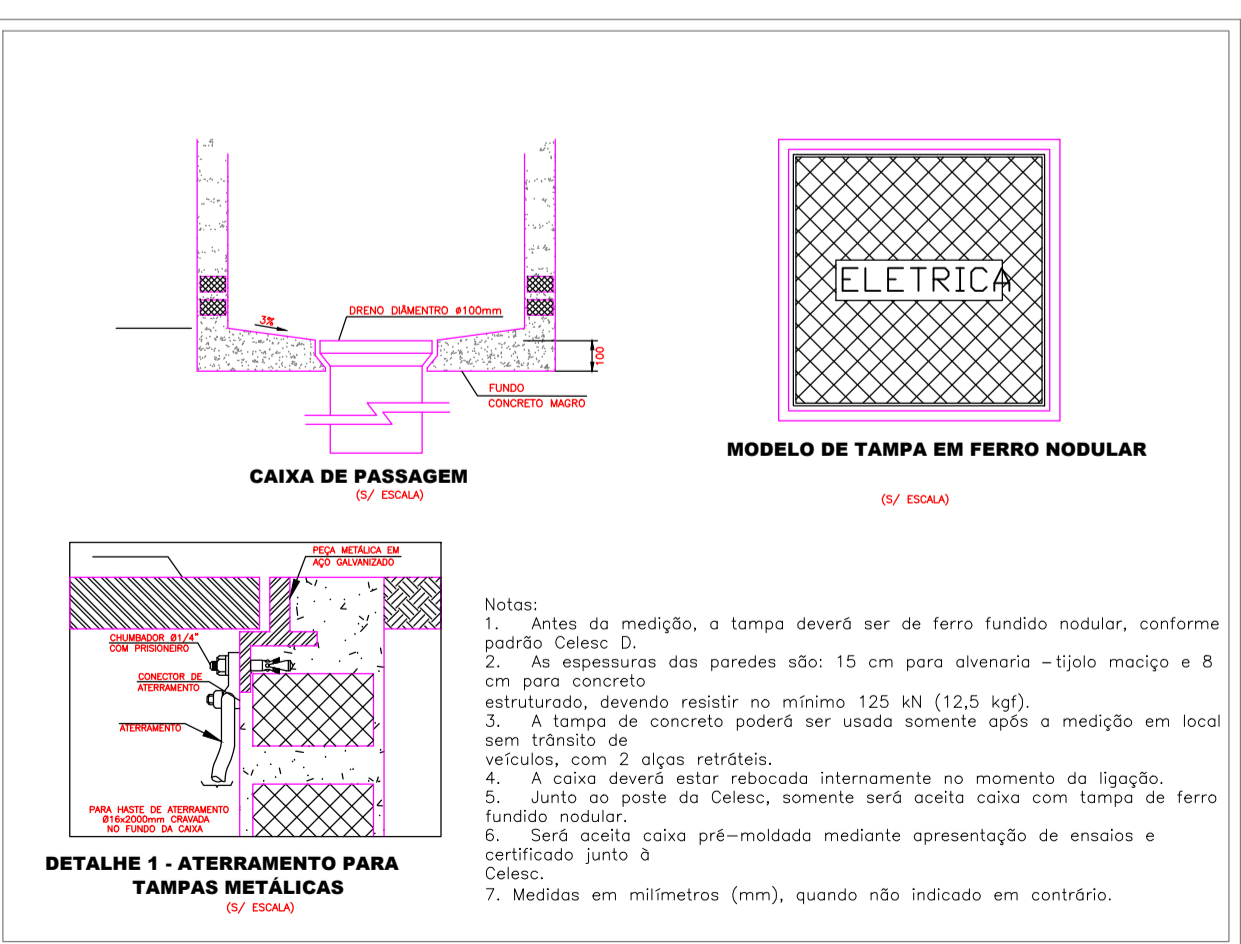 3%
DRENO DIÂMENTRO ø100mm
100
FUNDO
CONCRETO MAGRO
CAIXA DE PASSAGEM
(S/ ESCALA)
ELETRICA
MODELO DE TAMPA EM FERRO NODULAR
(S/ ESCALA)
PEÇA METÁLICA EM
AÇO GALVANIZADO
CHUMBADOR Ø1/4"
COM PRISIONEIRO
CONECTOR DE
ATERRAMENTO
ATERRAMENTO
PARA HASTE DE ATERRAMENTO
Ø16x2000mm CRAVADA
NO FUNDO DA CAIXA
DETALHE 1 - ATERRAMENTO PARA
TAMPAS METÁLICAS
(S/ ESCALA)
Notas:
1. Antes da medição, a tampa deverá ser de ferro fundido nodular, conforme
padrão Celesc D.
2. As espessuras das paredes são: 15 cm para alvenaria –tijolo maciço e 8
cm para concreto
estruturado, devendo resistir no mínimo 125 kN (12,5 kgf).
3. A tampa de concreto poderá ser usada somente após a medição em local
sem trânsito de
veículos, com 2 alças retráteis.
4. A caixa deverá estar rebocada internamente no momento da ligação.
5. Junto ao poste da Celesc, somente será aceita caixa com tampa de ferro
fundido nodular.
6. Será aceita caixa pré–moldada mediante apresentação de ensaios e
certificado junto à
Celesc.
7. Medidas em milímetros (mm), quando não indicado em contrário.